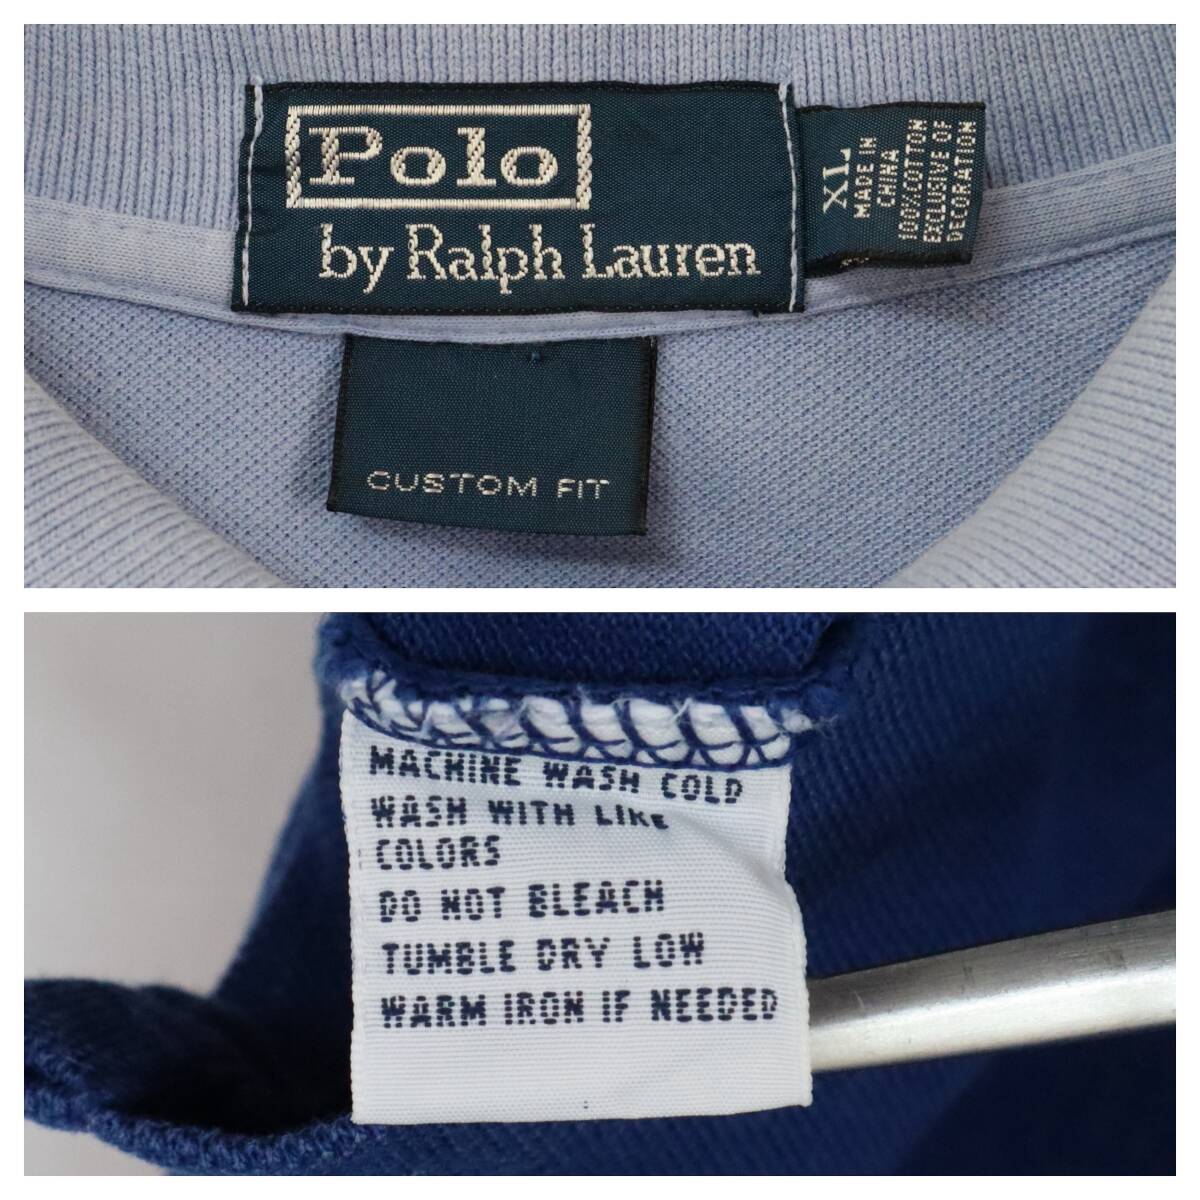 Polo
by Ralph Lauren
XL
MADE IN
CHINA
100% COTTON
EXCLUSIVE OF
DECORATION
CUSTOM FIT
MACHINE WASH COLD
WASH WITH LIKE
COLORS
DO NOT BLEACH
TUMBLE DRY LOW
WARM IRON IF NEEDED